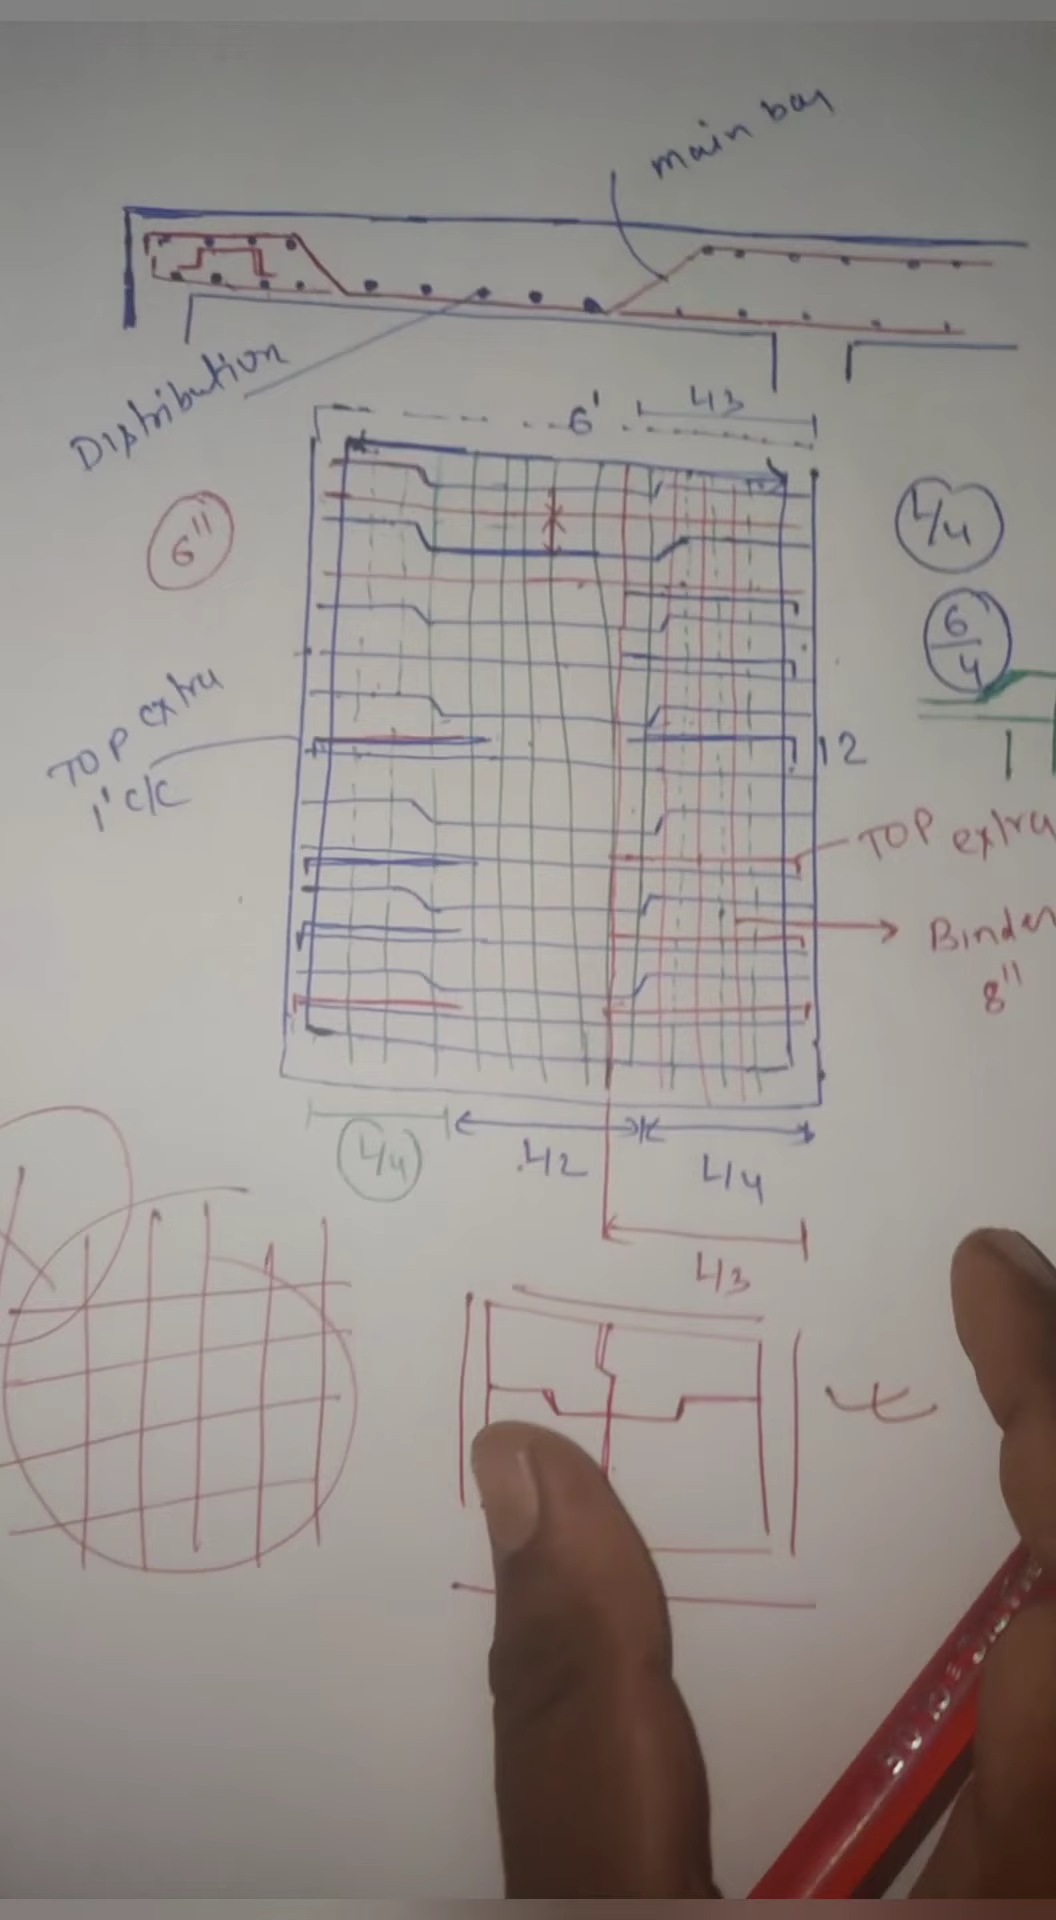 main bar
Distribution
6'
L/3
6"
L/4
6'
4
TOP extra
1' c/c
12
TOP extra
Binder
8"
L/4
L/2
L/4
L/3